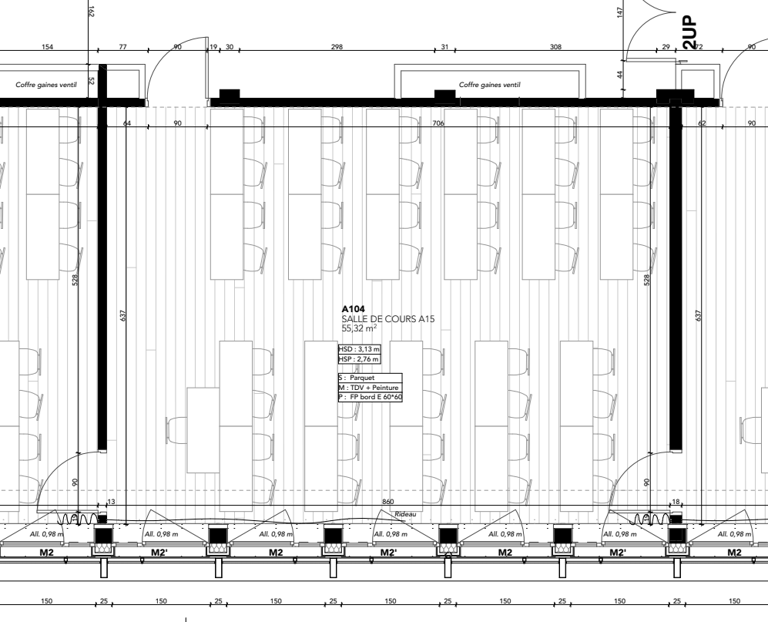 162
147
2UP
154
77
90
19
30
298
31
308
29
72
90
52
44
Coffre gaines ventil
Coffre gaines ventil
64
90
706
62
90
528
637
528
637
A104
SALLE DE COURS A15
55,32 m²
HSD : 3,13 m
HSP : 2,76 m
S : Parquet
M : TDV + Peinture
P : FP bord E 60*60
90
90
13
860
18
Rideau
All. 0,98 m
All. 0,98 m
All. 0,98 m
All. 0,98 m
All. 0,98 m
All. 0,98 m
All. 0,98 m
M2
M2'
M2
M2'
M2
M2'
M2
150
25
150
25
150
25
150
25
150
25
150
25
150